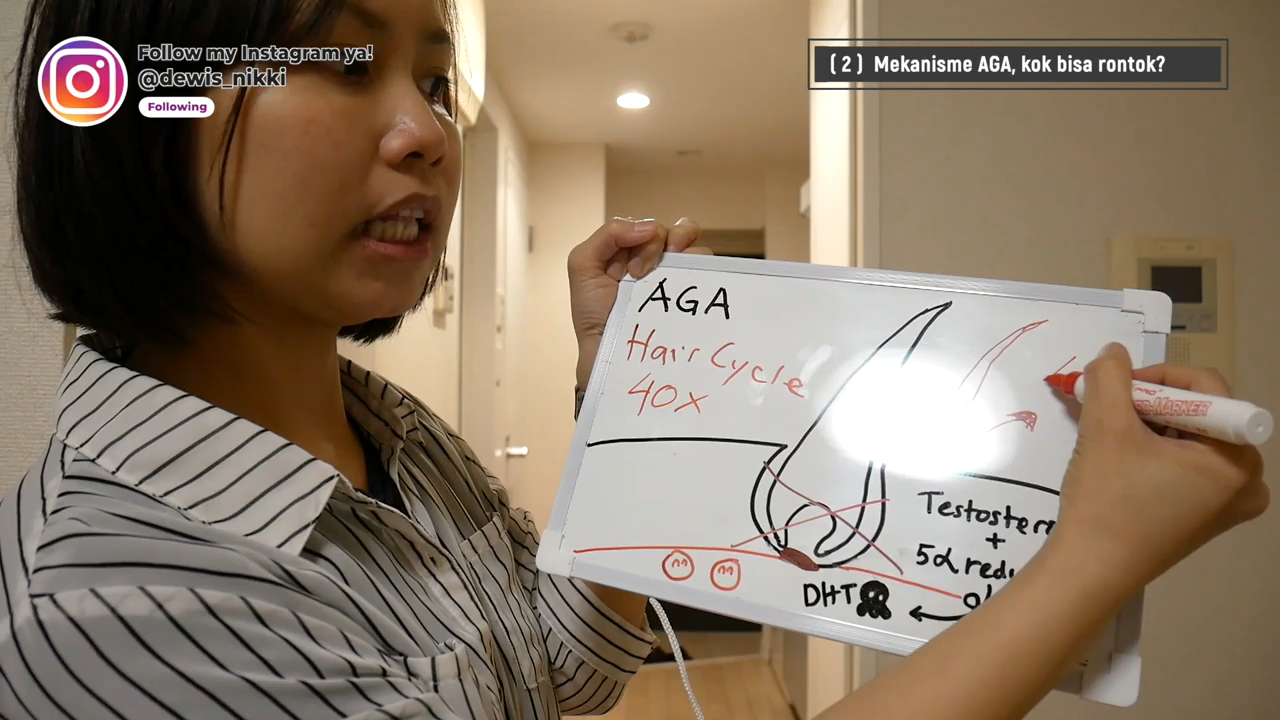 Follow my Instagram ya!
@dewis_nikki
Following
( 2 ) Mekanisme AGA, kok bisa rontok?
AGA
Hair Cycle
40x
Testoster
+
5α redu
DHT